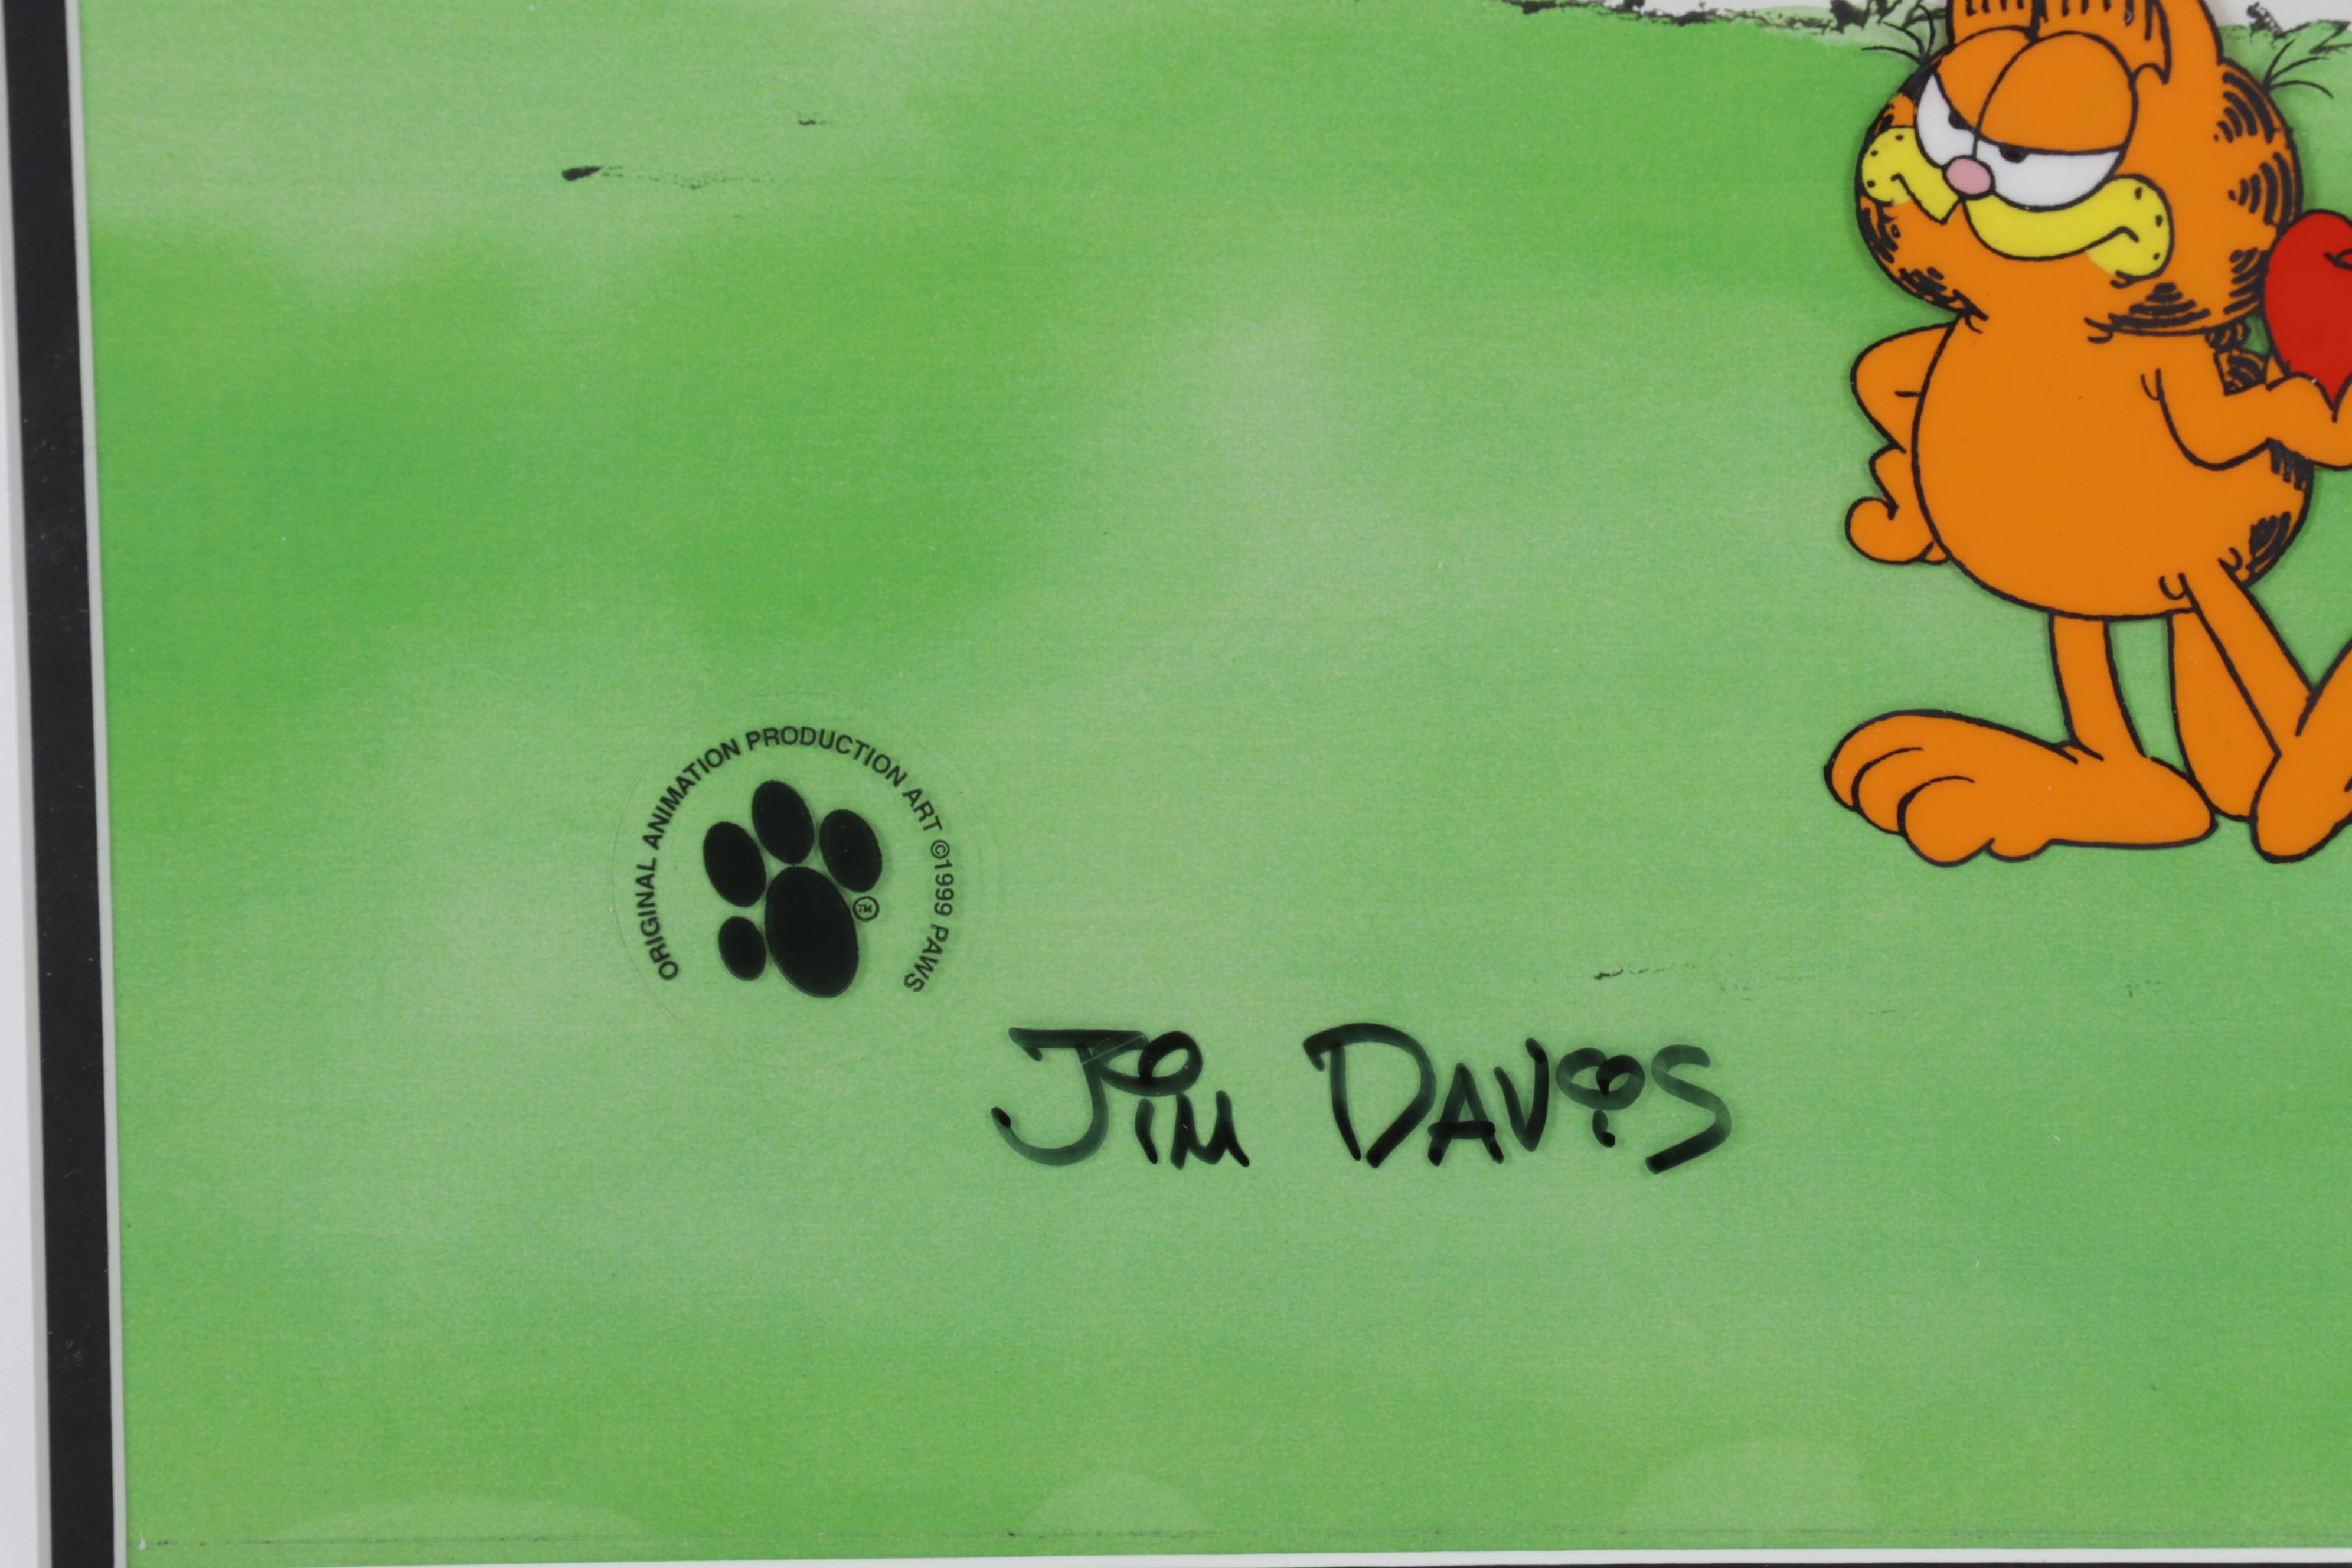 ORIGINAL ANIMATION PRODUCTION ART ©1999 PAWS
TM
JiM DAViS